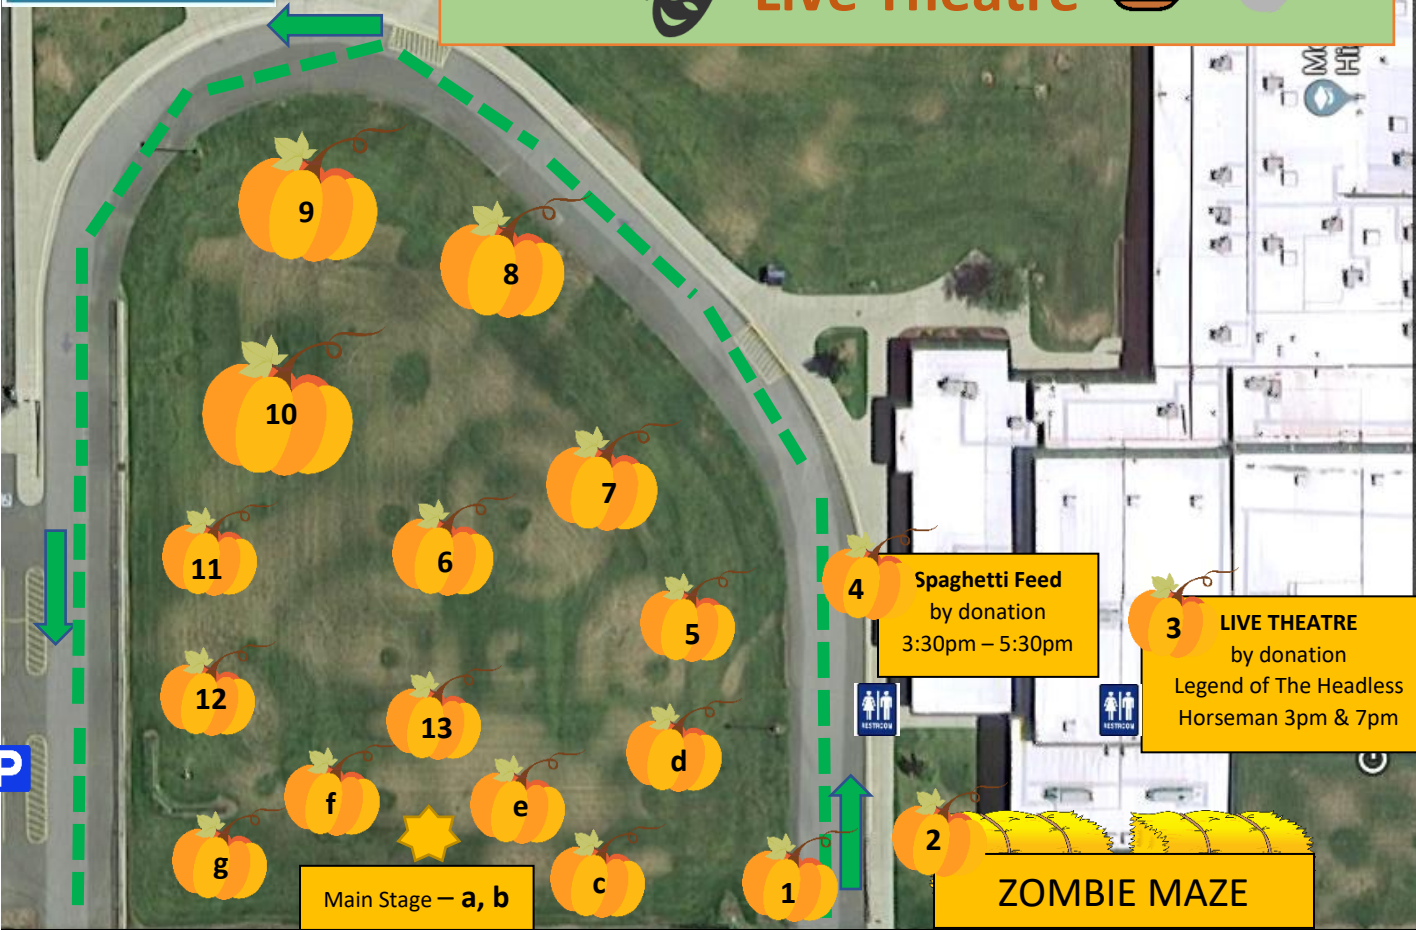 Live Theatre
9
8
10
7
11
6
4
Spaghetti Feed
by donation
3:30pm – 5:30pm
3
LIVE THEATRE
by donation
Legend of The Headless
Horseman 3pm & 7pm
5
12
13
RESTROOM
RESTROOM
d
P
f
e
g
c
1
2
Main Stage – a, b
ZOMBIE MAZE